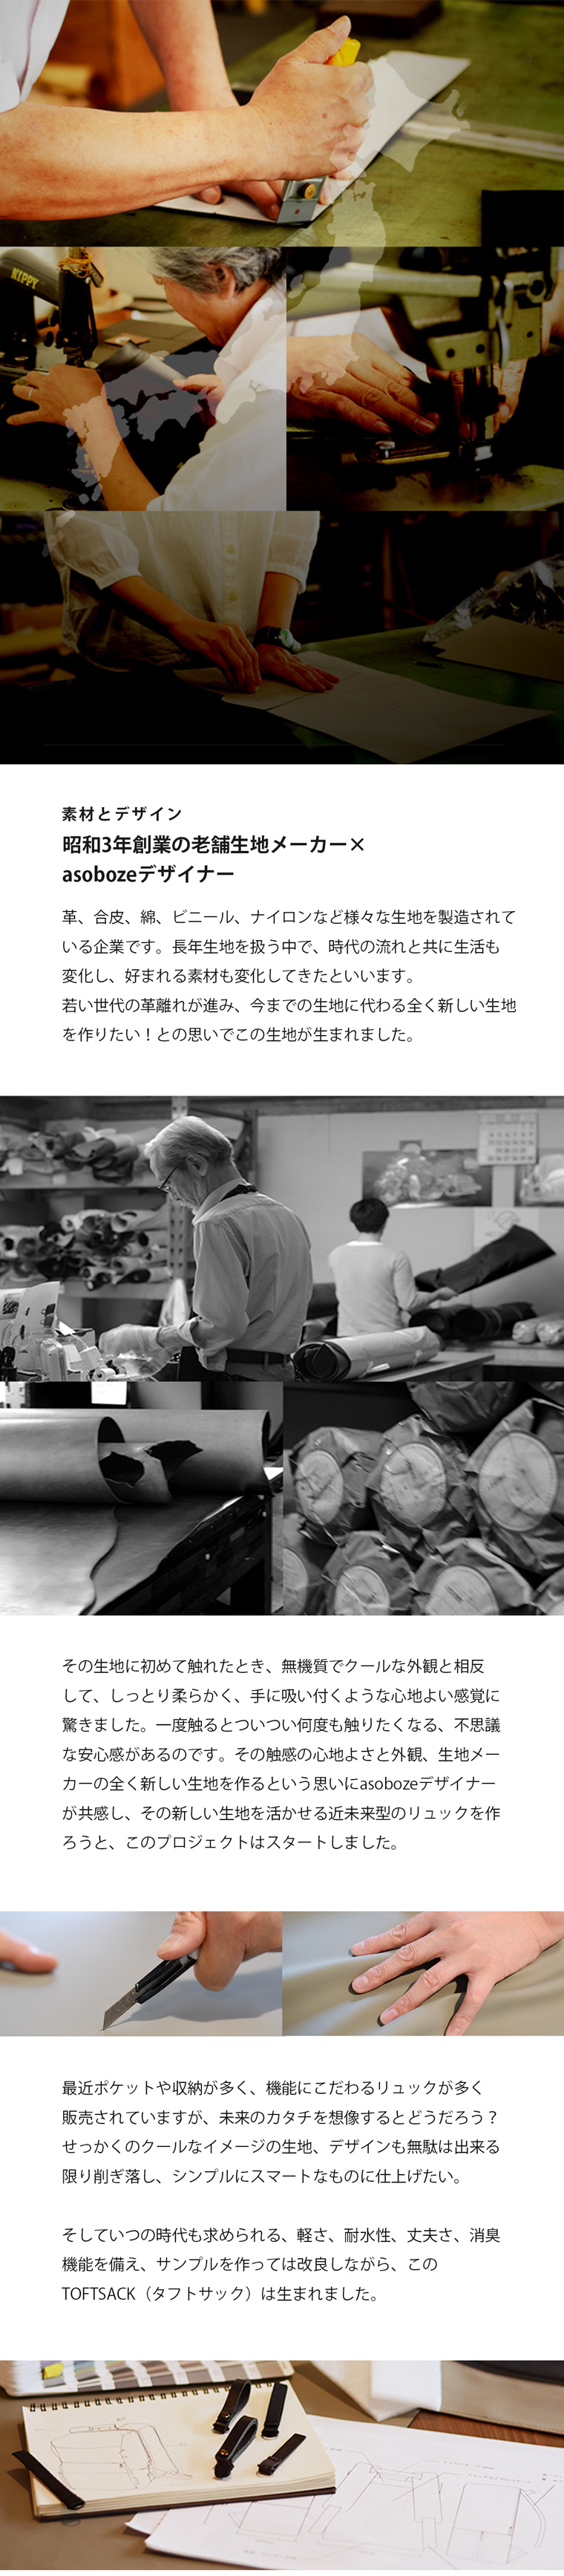 KIPPY
素材とデザイン
昭和3年創業の老舗生地メーカー×
asobozeデザイナー
革、合皮、綿、ビニール、ナイロンなど様々な生地を製造されて
いる企業です。長年生地を扱う中で、時代の流れと共に生活も
変化し、好まれる素材も変化してきたといいます。
若い世代の革離れが進み、今までの生地に代わる全く新しい生地
を作りたい！との思いでこの生地が生まれました。
その生地に初めて触れたとき、無機質でクールな外観と相反
して、しっとり柔らかく、手に吸い付くような心地よい感覚に
驚きました。一度触るとついつい何度も触りたくなる、不思議
な安心感があるのです。その触感の心地よさと外観、生地メー
カーの全く新しい生地を作るという思いにasobozeデザイナー
が共感し、その新しい生地を活かせる近未来型のリュックを作
ろうと、このプロジェクトはスタートしました。
最近ポケットや収納が多く、機能にこだわるリュックが多く
販売されていますが、未来のカタチを想像するとどうだろう？
せっかくのクールなイメージの生地、デザインも無駄は出来る
限り削ぎ落し、シンプルにスマートなものに仕上げたい。
そしていつの時代も求められる、軽さ、耐水性、丈夫さ、消臭
機能を備え、サンプルを作っては改良しながら、この
TOFTSACK（タフトサック）は生まれました。